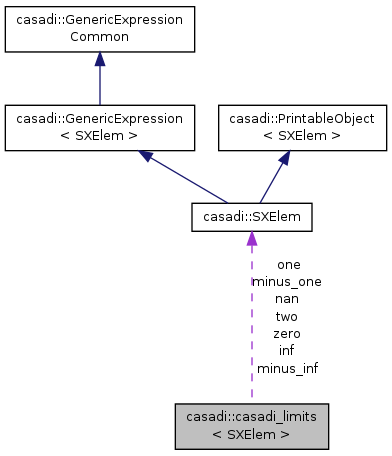 casadi::GenericExpression
Common
casadi::GenericExpression
< SXElem >
casadi::PrintableObject
< SXElem >
casadi::SXElem
one
minus_one
nan
two
zero
inf
minus_inf
casadi::casadi_limits
< SXElem >